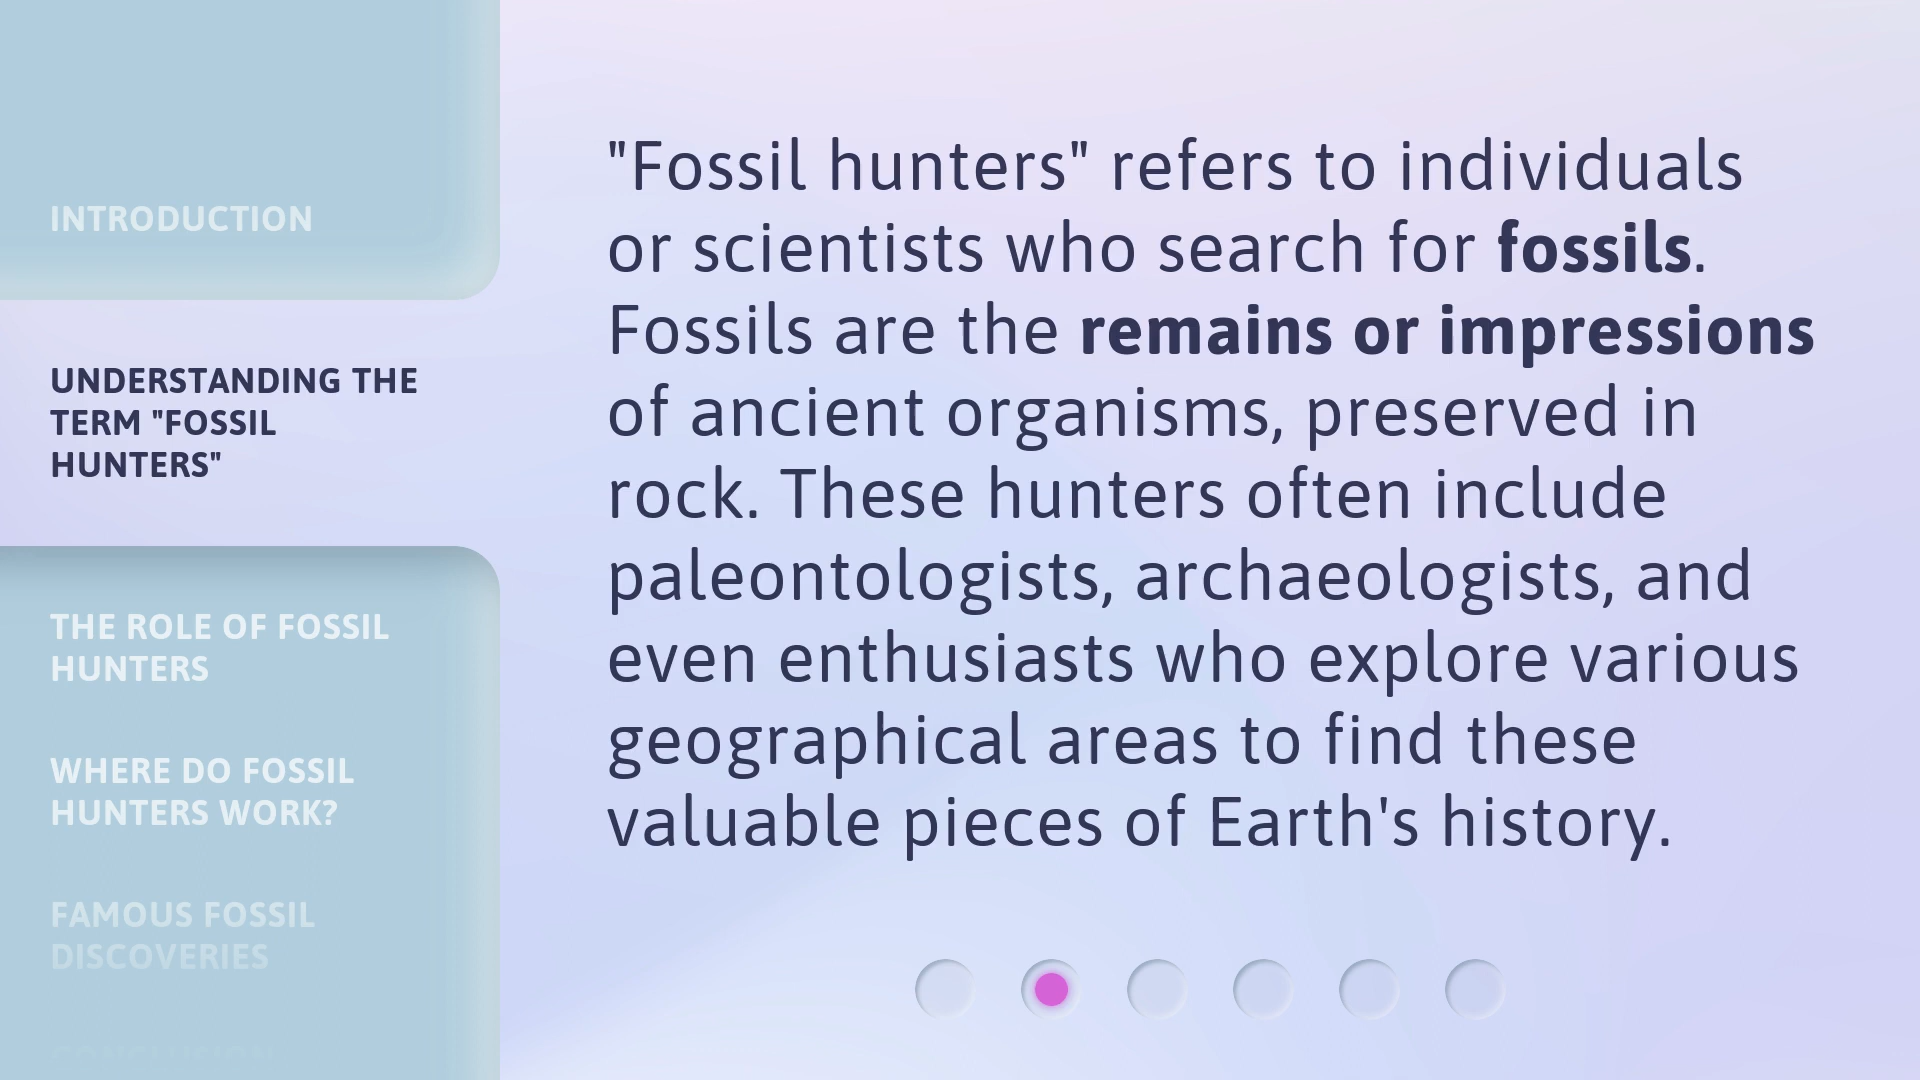 INTRODUCTION
UNDERSTANDING THE
TERM "FOSSIL
HUNTERS"
THE ROLE OF FOSSIL
HUNTERS
WHERE DO FOSSIL
HUNTERS WORK?
FAMOUS FOSSIL
DISCOVERIES
CONCLUSION
"Fossil hunters" refers to individuals
or scientists who search for fossils.
Fossils are the remains or impressions
of ancient organisms, preserved in
rock. These hunters often include
paleontologists, archaeologists, and
even enthusiasts who explore various
geographical areas to find these
valuable pieces of Earth's history.